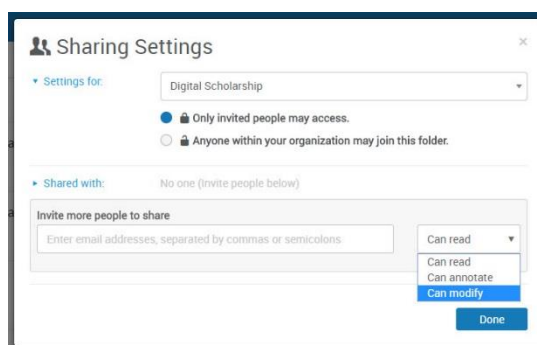 Sharing Settings
Settings for:
Digital Scholarship
Only invited people may access.
Anyone within your organization may join this folder.
Shared with:
No one (Invite people below)
Invite more people to share
Enter email addresses, separated by commas or semicolons
Can read
Can read
Can annotate
Can modify
Done